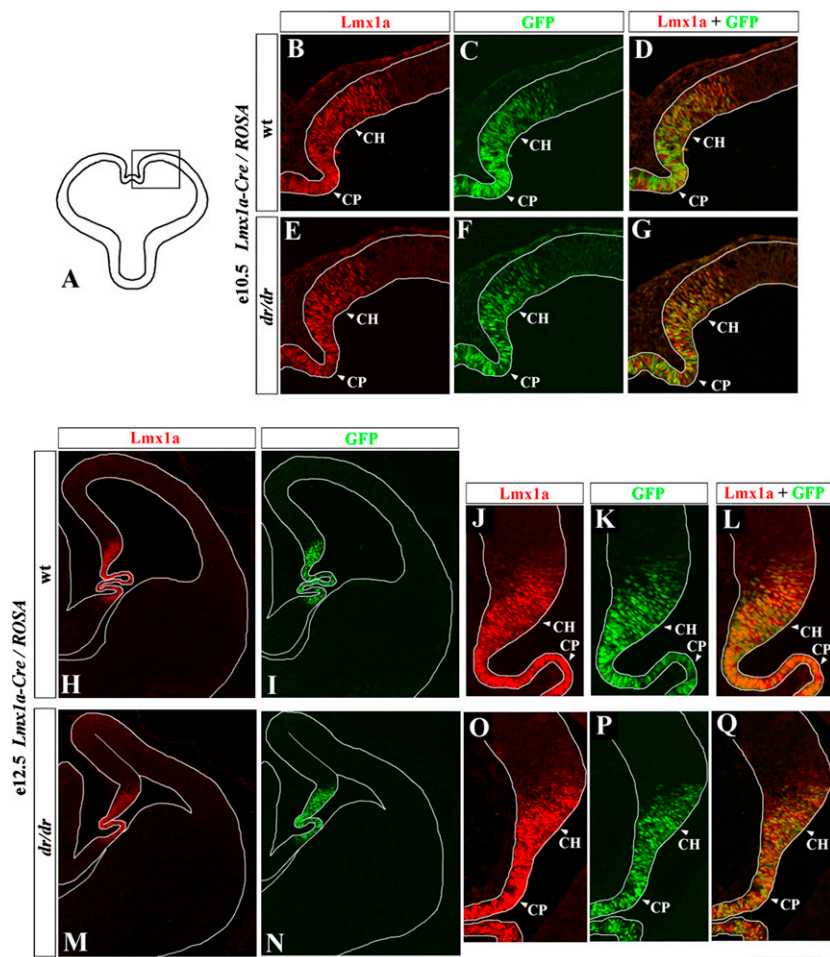 Lmx1a
GFP
Lmx1a + GFP
e10.5 Lmx1a-Cre / ROSA
wt
B
CH
CP
C
CH
CP
D
CH
CP
A
dr/dr
E
CH
CP
F
CH
CP
G
CH
CP
Lmx1a
GFP
e12.5 Lmx1a-Cre / ROSA
wt
H
I
Lmx1a
GFP
Lmx1a + GFP
J
CH
CP
K
CH
CP
L
CH
CP
dr/dr
M
N
O
CH
CP
P
CH
CP
Q
CH
CP